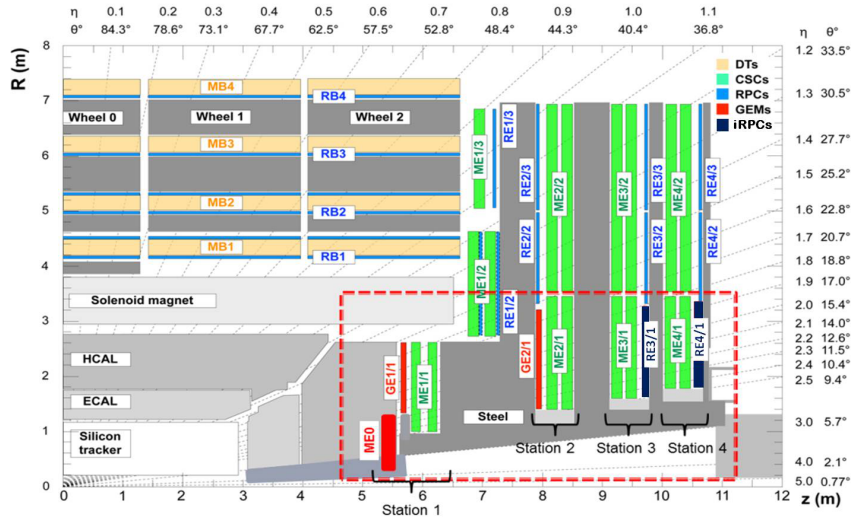 η 0.1 0.2 0.3 0.4 0.5 0.6 0.7 0.8 0.9 1.0 1.1
θ° 84.3° 78.6° 73.1° 67.7° 62.5° 57.5° 52.8° 48.4° 44.3° 40.4° 36.8° η θ°
R (m)
8
7
6
5
4
3
2
1
0
1.2 33.5°
1.3 30.5°
1.4 27.7°
1.5 25.2°
1.6 22.8°
1.7 20.7°
1.8 18.8°
1.9 17.0°
2.0 15.4°
2.1 14.0°
2.2 12.6°
2.3 11.5°
2.4 10.4°
2.5 9.4°
3.0 5.7°
4.0 2.1°
5.0 0.77°
DTs
CSCs
RPCs
GEMs
iRPCs
MB4
RB4
Wheel 0 Wheel 1 Wheel 2
MB3
RB3
MB2
RB2
MB1
RB1
Solenoid magnet
HCAL
ECAL
Silicon
tracker
Steel
ME1/3
RE1/3
ME1/2
RE1/2
GE1/1
ME1/1
ME0
RE2/3
RE2/2
GE2/1
ME2/2
ME2/1
ME3/2
ME3/1
RE3/3
RE3/2
RE3/1
ME4/2
ME4/1
RE4/3
RE4/2
RE4/1
Station 2 Station 3 Station 4
0 1 2 3 4 5 6 7 8 9 10 11 12
z (m)
Station 1